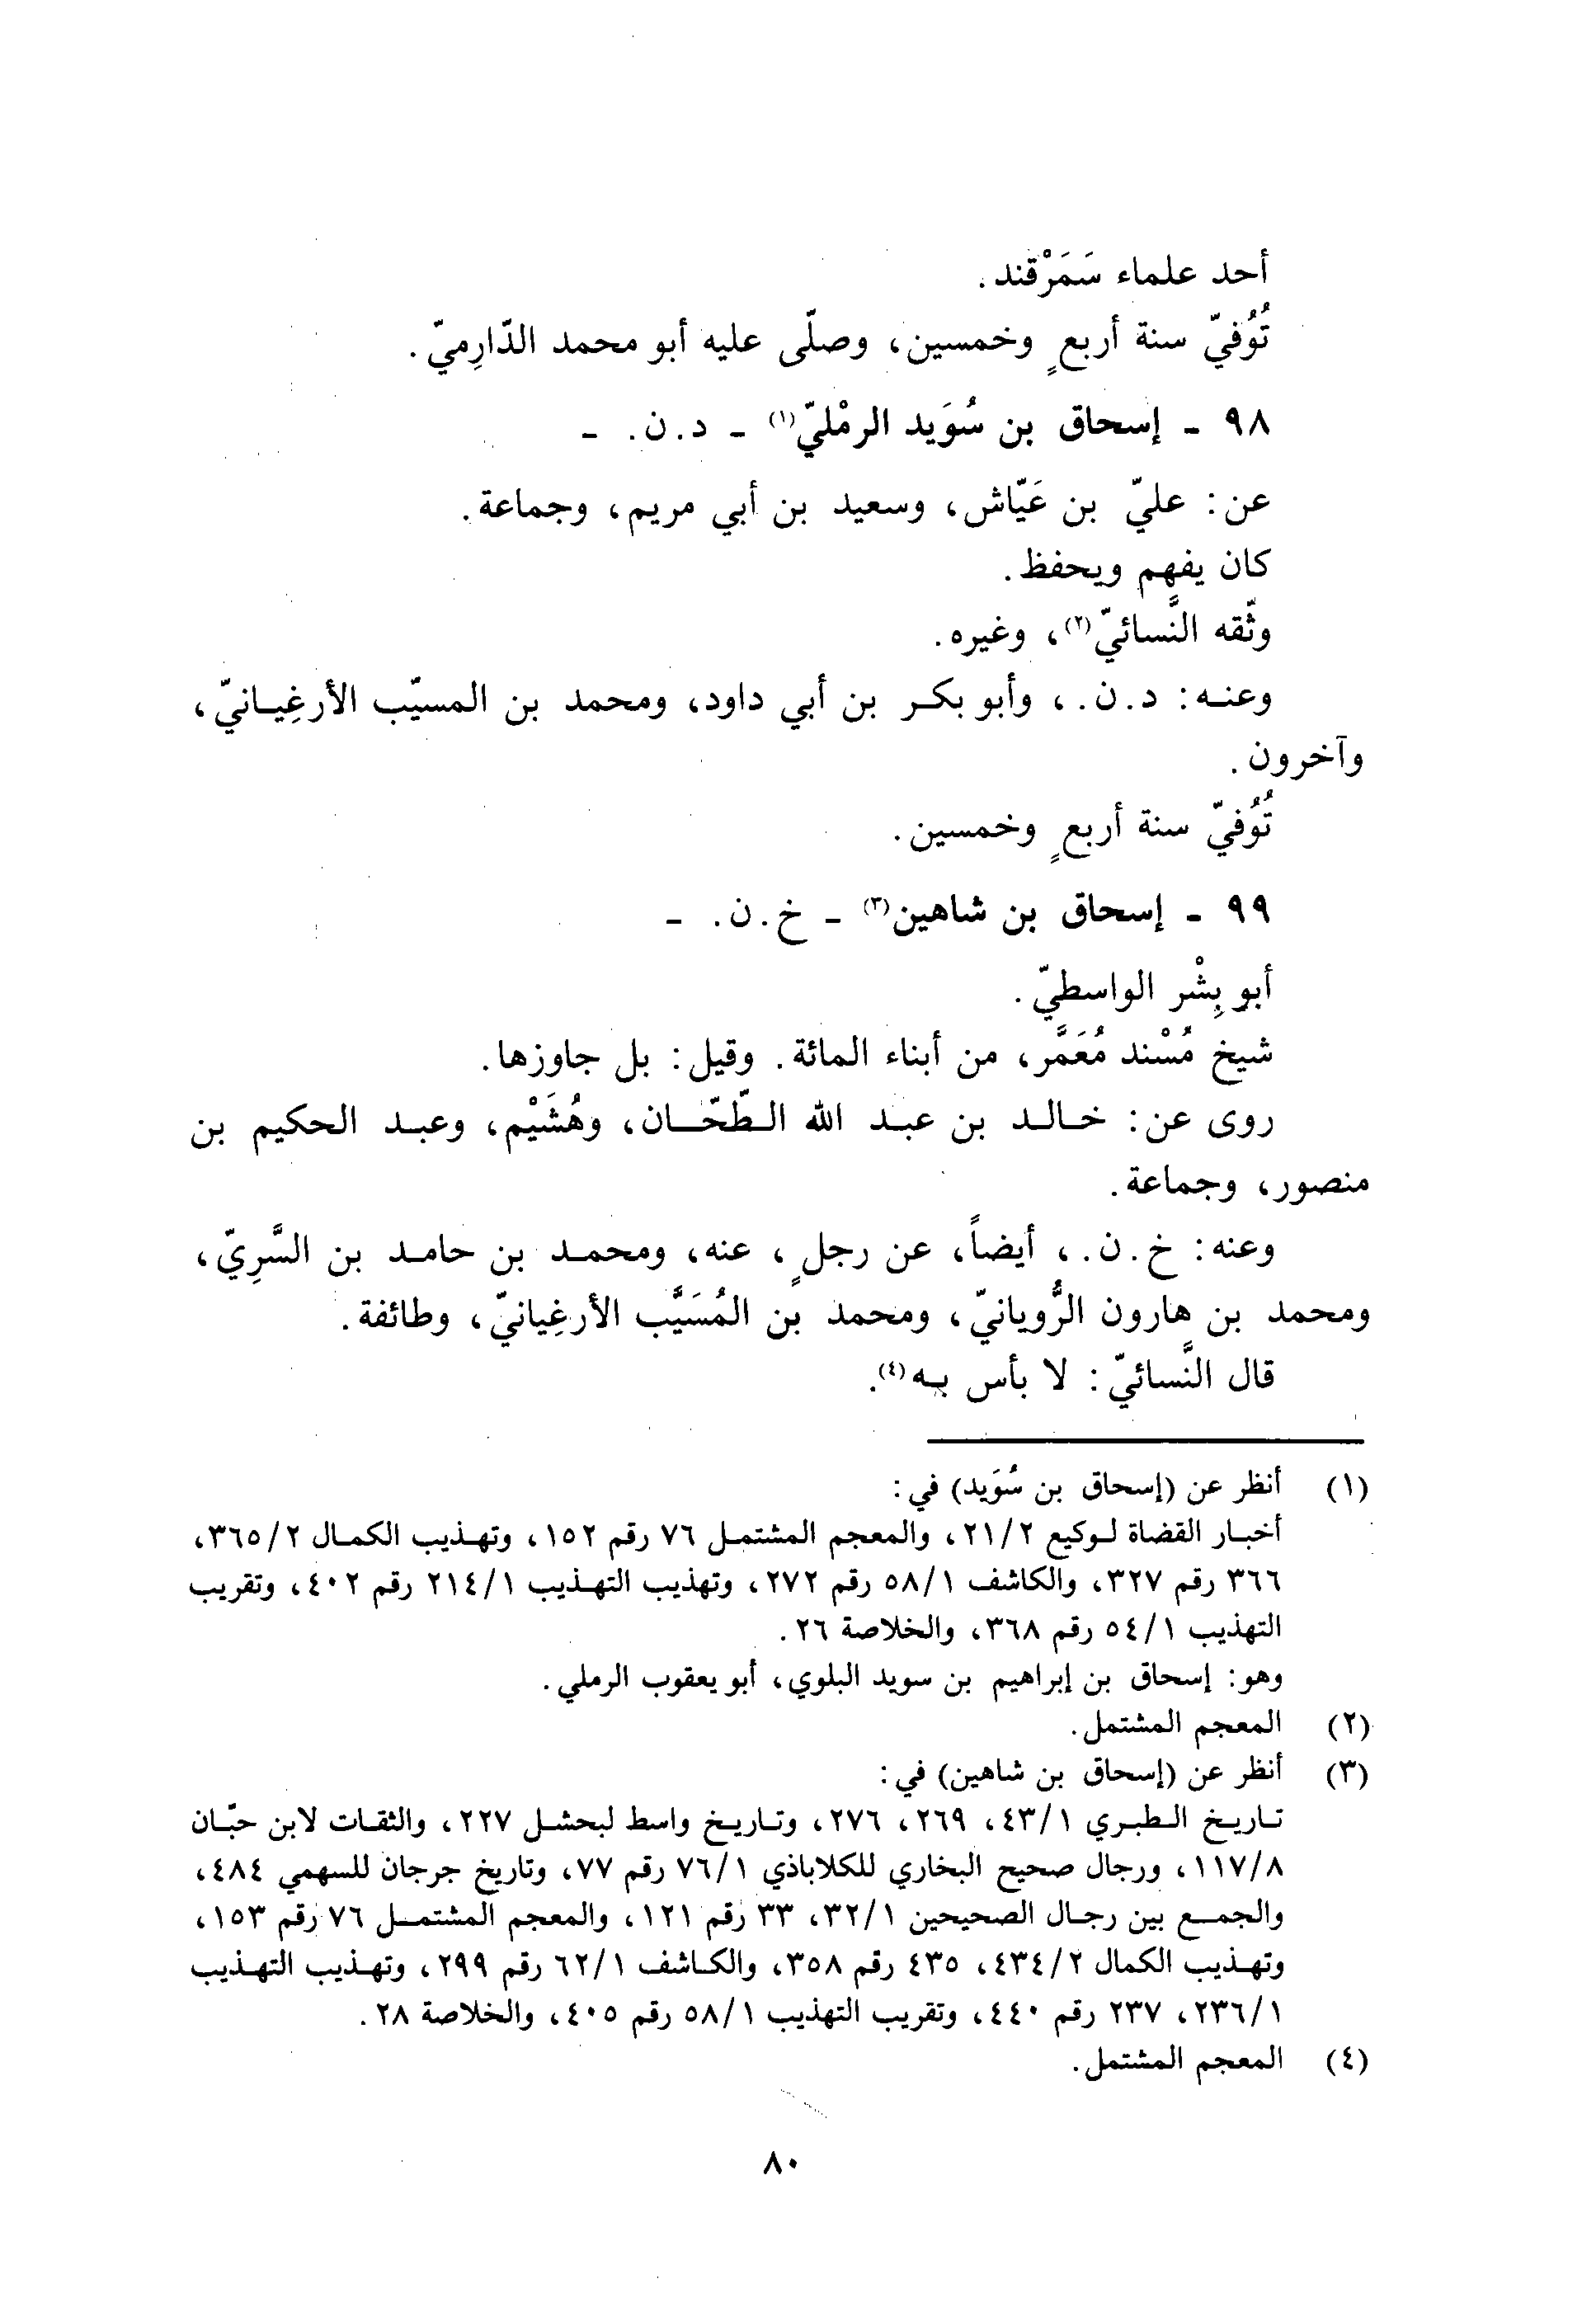 أحد علماء سَمَرْقند.
تُوُفيّ سنة أربعٍ وخمسين، وصلّى عليه أبو محمد الدّارِميّ.
٩٨ - إسحاق بن سُوَيد الرمْليّ(١) - د.ن. -
عن: عليّ بن عَيّاش، وسعيد بن أبي مريم، وجماعة.
كان يفهم ويحفظ.
وثّقه النَّسائيّ(٢)، وغيره.
وعنه: د.ن.، وأبو بكر بن أبي داود، ومحمد بن المسيّب الأرغِيانيّ،
وآخرون.
تُوُفيّ سنة أربعٍ وخمسين.
٩٩ - إسحاق بن شاهين(٣) - خ.ن. -
أبو بِشْر الواسطيّ.
شيخ مُسْند مُعَمَّر، من أبناء المائة. وقيل: بل جاوزها.
روى عن: خالد بن عبد الله الطّحّان، وهُشَيْم، وعبد الحكيم بن
منصور، وجماعة.
وعنه: خ.ن.، أيضاً، عن رجلٍ، عنه، ومحمد بن حامد بن السَّرِيّ،
ومحمد بن هارون الرُّويانيّ، ومحمد بن المُسَيَّب الأرغِيانيّ، وطائفة.
قال النَّسائيّ: لا بأس به(٤).
(١) أنظر عن (إسحاق بن سُوَيد) في:
أخبار القضاة لوكيع ٢١/٢، والمعجم المشتمل ٧٦ رقم ١٥٢، وتهذيب الكمال ٣٦٥/٢،
٣٦٦ رقم ٣٢٧، والكاشف ٥٨/١ رقم ٢٧٢، وتهذيب التهذيب ٢١٤/١ رقم ٤٠٢، وتقريب
التهذيب ٥٤/١ رقم ٣٦٨، والخلاصة ٢٦.
وهو: إسحاق بن إبراهيم بن سويد البلوي، أبو يعقوب الرملي.
(٢) المعجم المشتمل.
(٣) أنظر عن (إسحاق بن شاهين) في:
تاريخ الطبري ٤٣/١، ٢٦٩، ٢٧٦، وتاريخ واسط لبحشل ٢٢٧، والثقات لابن حبّان
١١٧/٨، ورجال صحيح البخاري للكلاباذي ٧٦/١ رقم ٧٧، وتاريخ جرجان للسهمي ٤٨٤،
والجمع بين رجال الصحيحين ٣٢/١، ٣٣ رقم ١٢١، والمعجم المشتمل ٧٦ رقم ١٥٣،
وتهذيب الكمال ٤٣٤/٢، ٤٣٥ رقم ٣٥٨، والكاشف ٦٢/١ رقم ٢٩٩، وتهذيب التهذيب
٢٣٦/١، ٢٣٧ رقم ٤٤٠، وتقريب التهذيب ٥٨/١ رقم ٤٠٥، والخلاصة ٢٨.
(٤) المعجم المشتمل.
٨٠